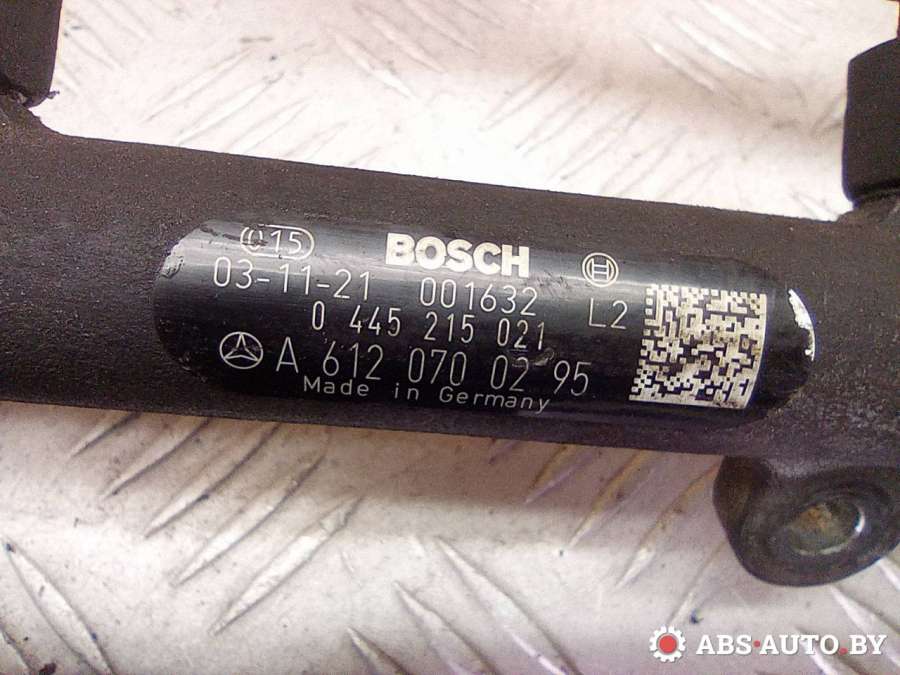 15 BOSCH
03-11-21 001632 L2
0 445 215 021
A 612 070 02 95
Made in Germany
ABS-AUTO.BY